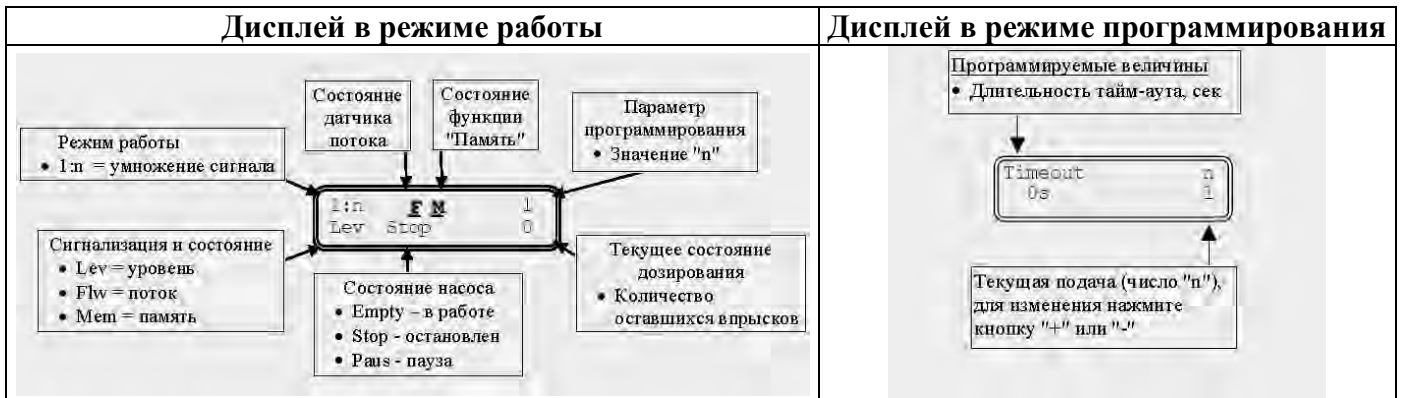 Дисплей в режиме работы
Состояние
датчика
потока
Состояние
функции
"Память"
Параметр
программирования
• Значение "n"
Режим работы
• 1:n = умножение сигнала
1:n F M 1
Lev Stop 0
Сигнализация и состояние
• Lev = уровень
• Flw = поток
• Mem = память
Состояние насоса
• Empty – в работе
• Stop - остановлен
• Paus - пауза
Текущее состояние
дозирования
• Количество
оставшихся впрысков
Дисплей в режиме программирования
Программируемые величины
• Длительность тайм-аута, сек
Timeout n
0s 1
Текущая подача (число "n"),
для изменения нажмите
кнопку "+" или "-"